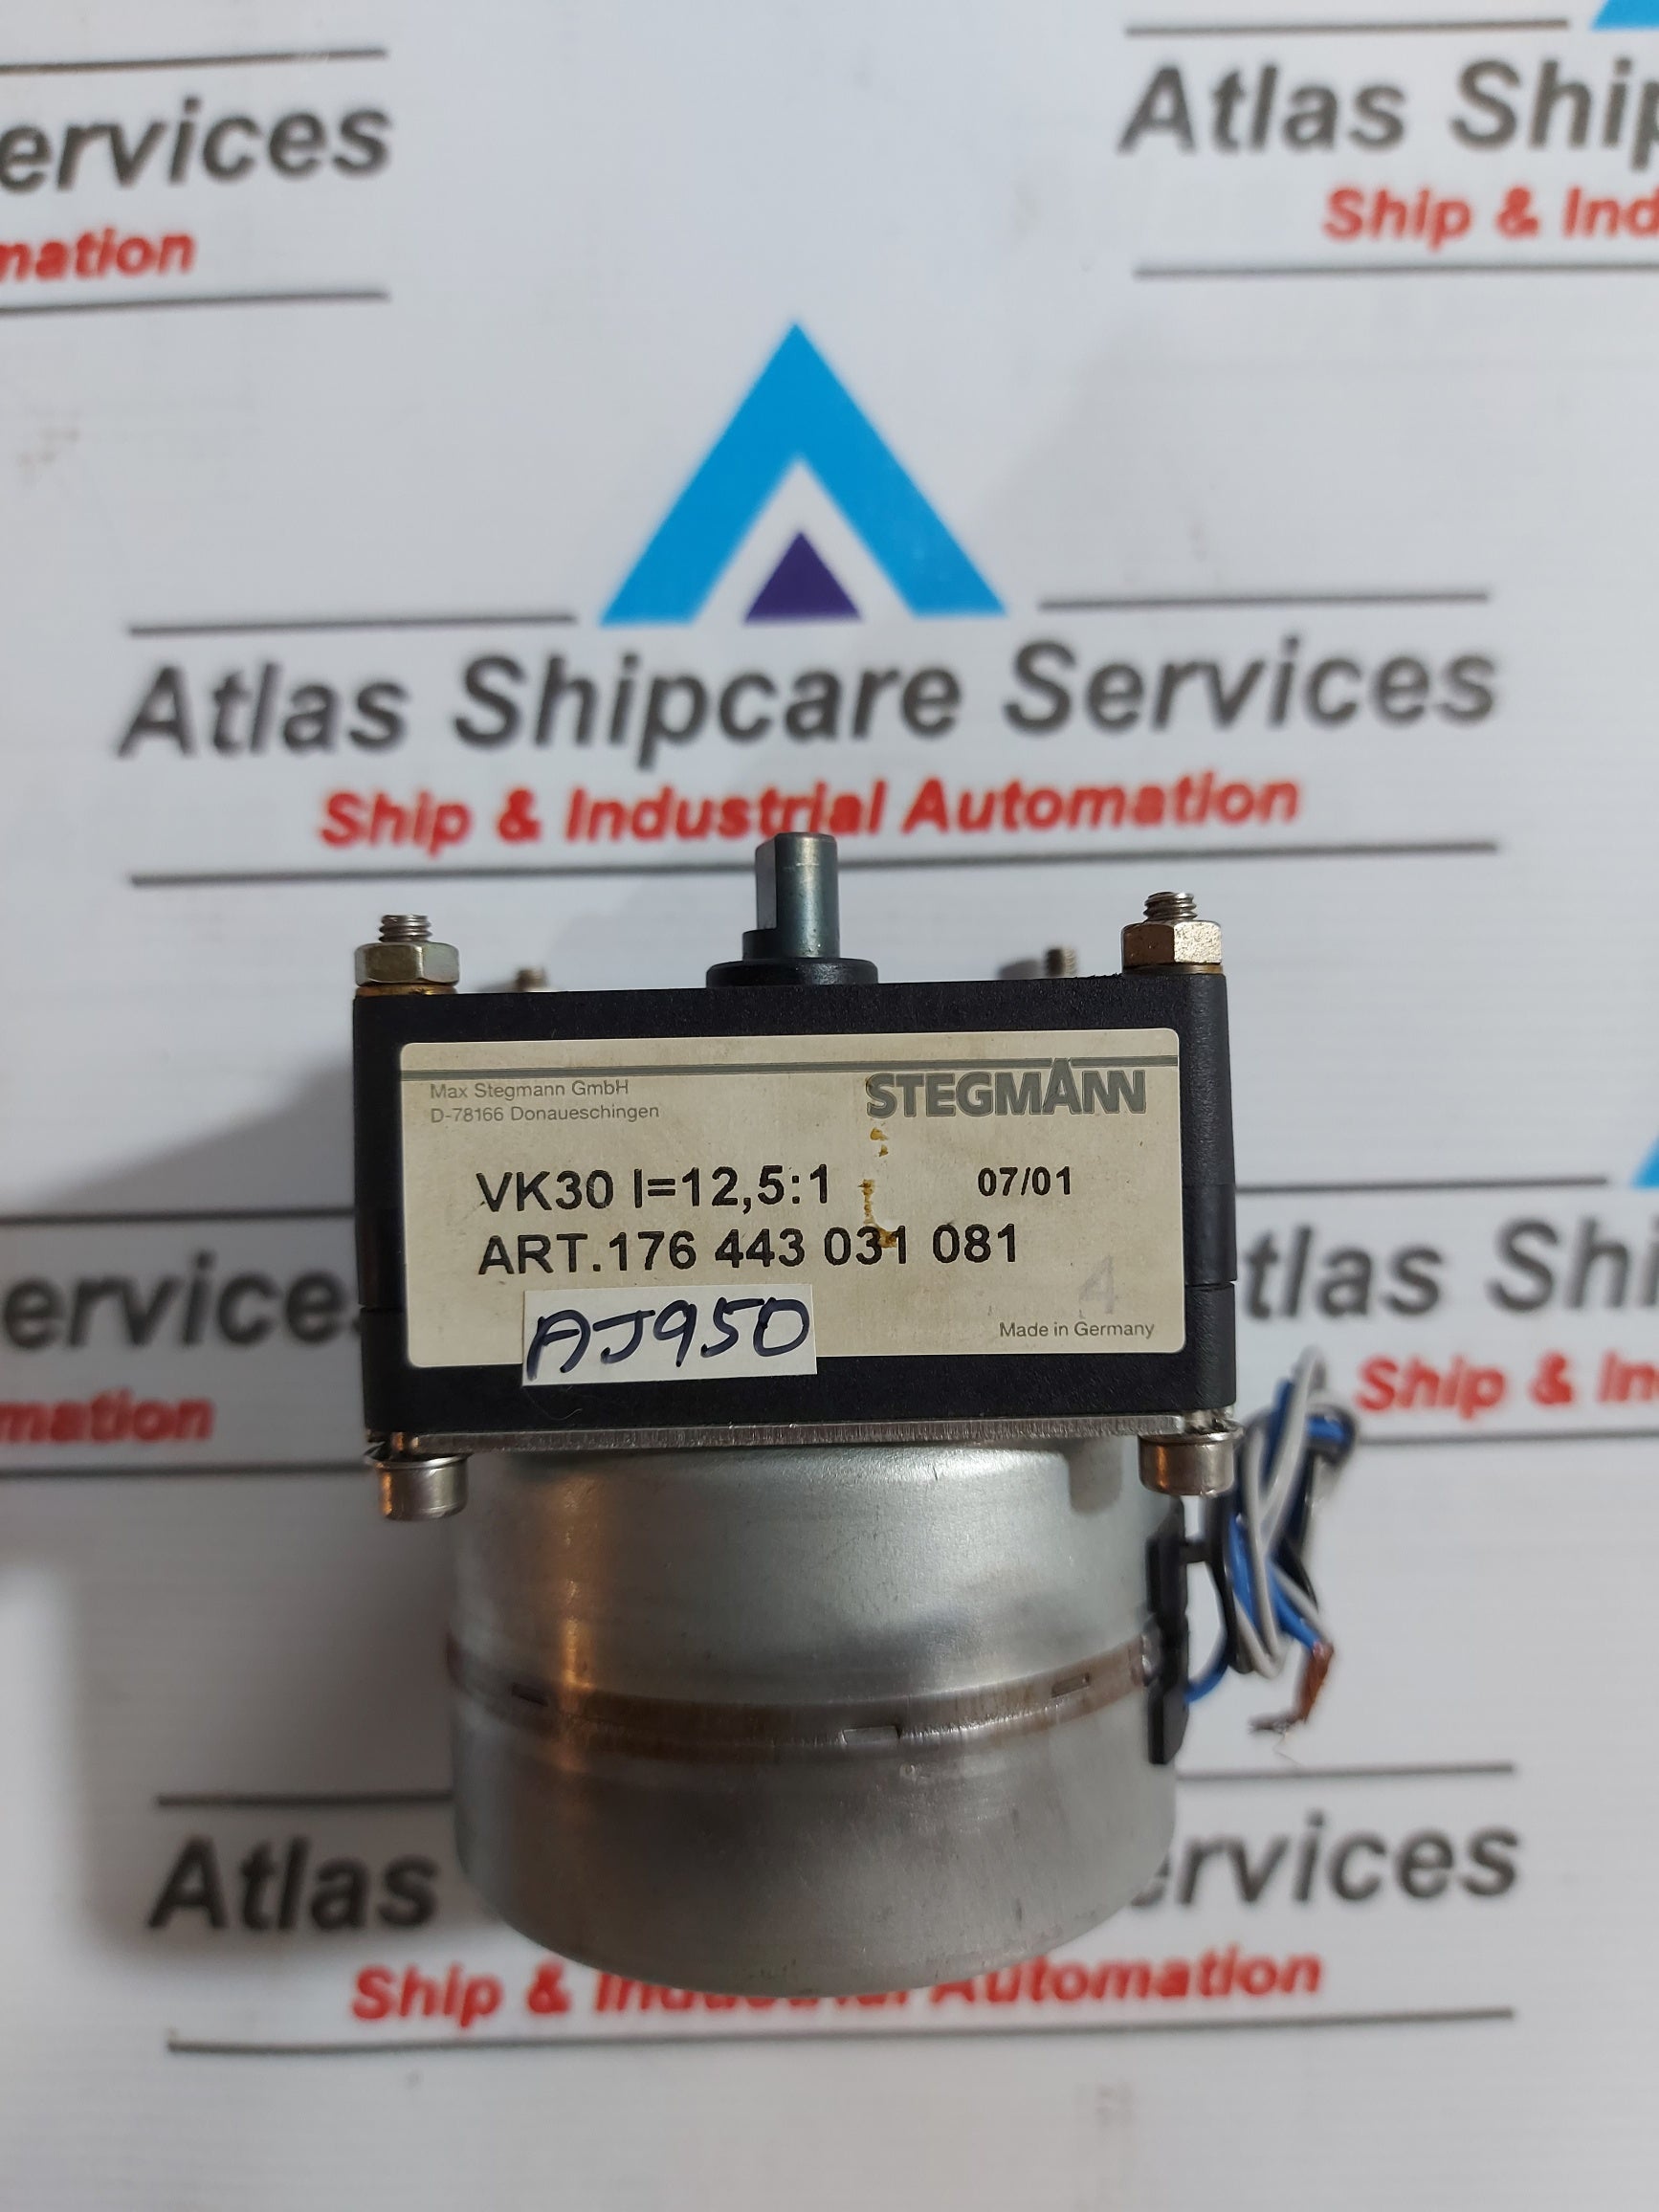 ervices
mation
Atlas Ship
Ship & Ind
Atlas Shipcare Services
Ship & Industrial Automation
Max Stegmann GmbH
D-78166 Donaueschingen
STEGMANN
VK30 I=12,5:1
07/01
ART.176 443 031 081
4
AJ950
Made in Germany
ervices
mation
tlas Shi
Ship & In
Atlas
ervices
Ship & Industrial Automation